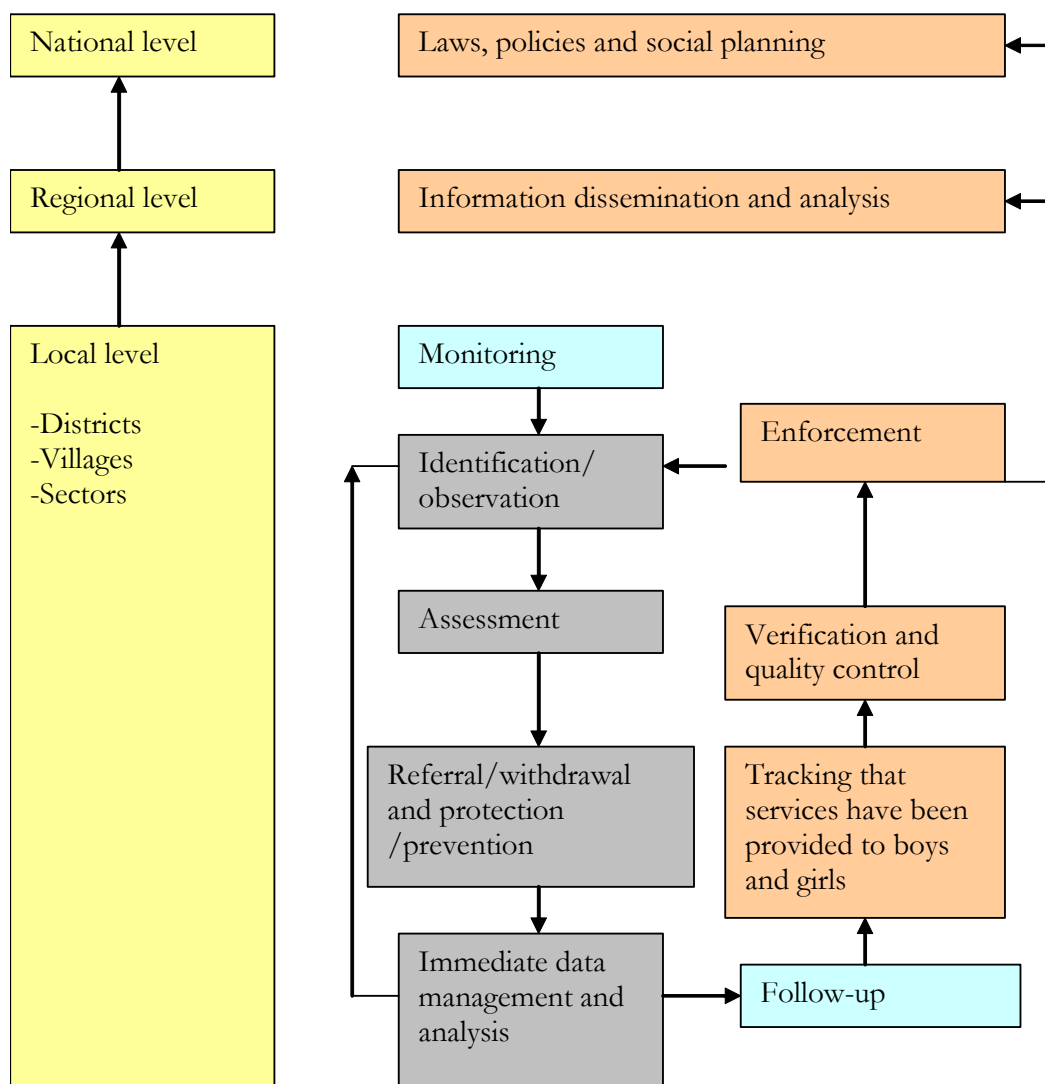 National level
Laws, policies and social planning
Regional level
Information dissemination and analysis
Local level
-Districts
-Villages
-Sectors
Monitoring
Identification/
observation
Enforcement
Assessment
Verification and
quality control
Referral/withdrawal
and protection
/prevention
Tracking that
services have been
provided to boys
and girls
Immediate data
management and
analysis
Follow-up